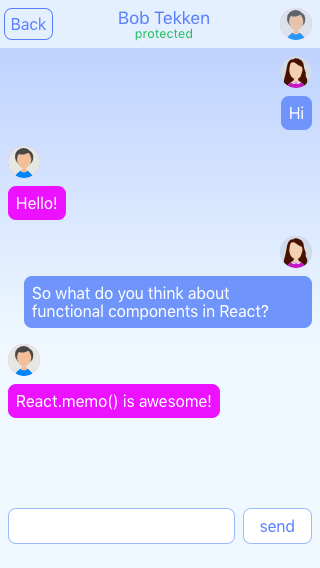 Back
Bob Tekken
protected
Hi
Hello!
So what do you think about
functional components in React?
React.memo() is awesome!
send